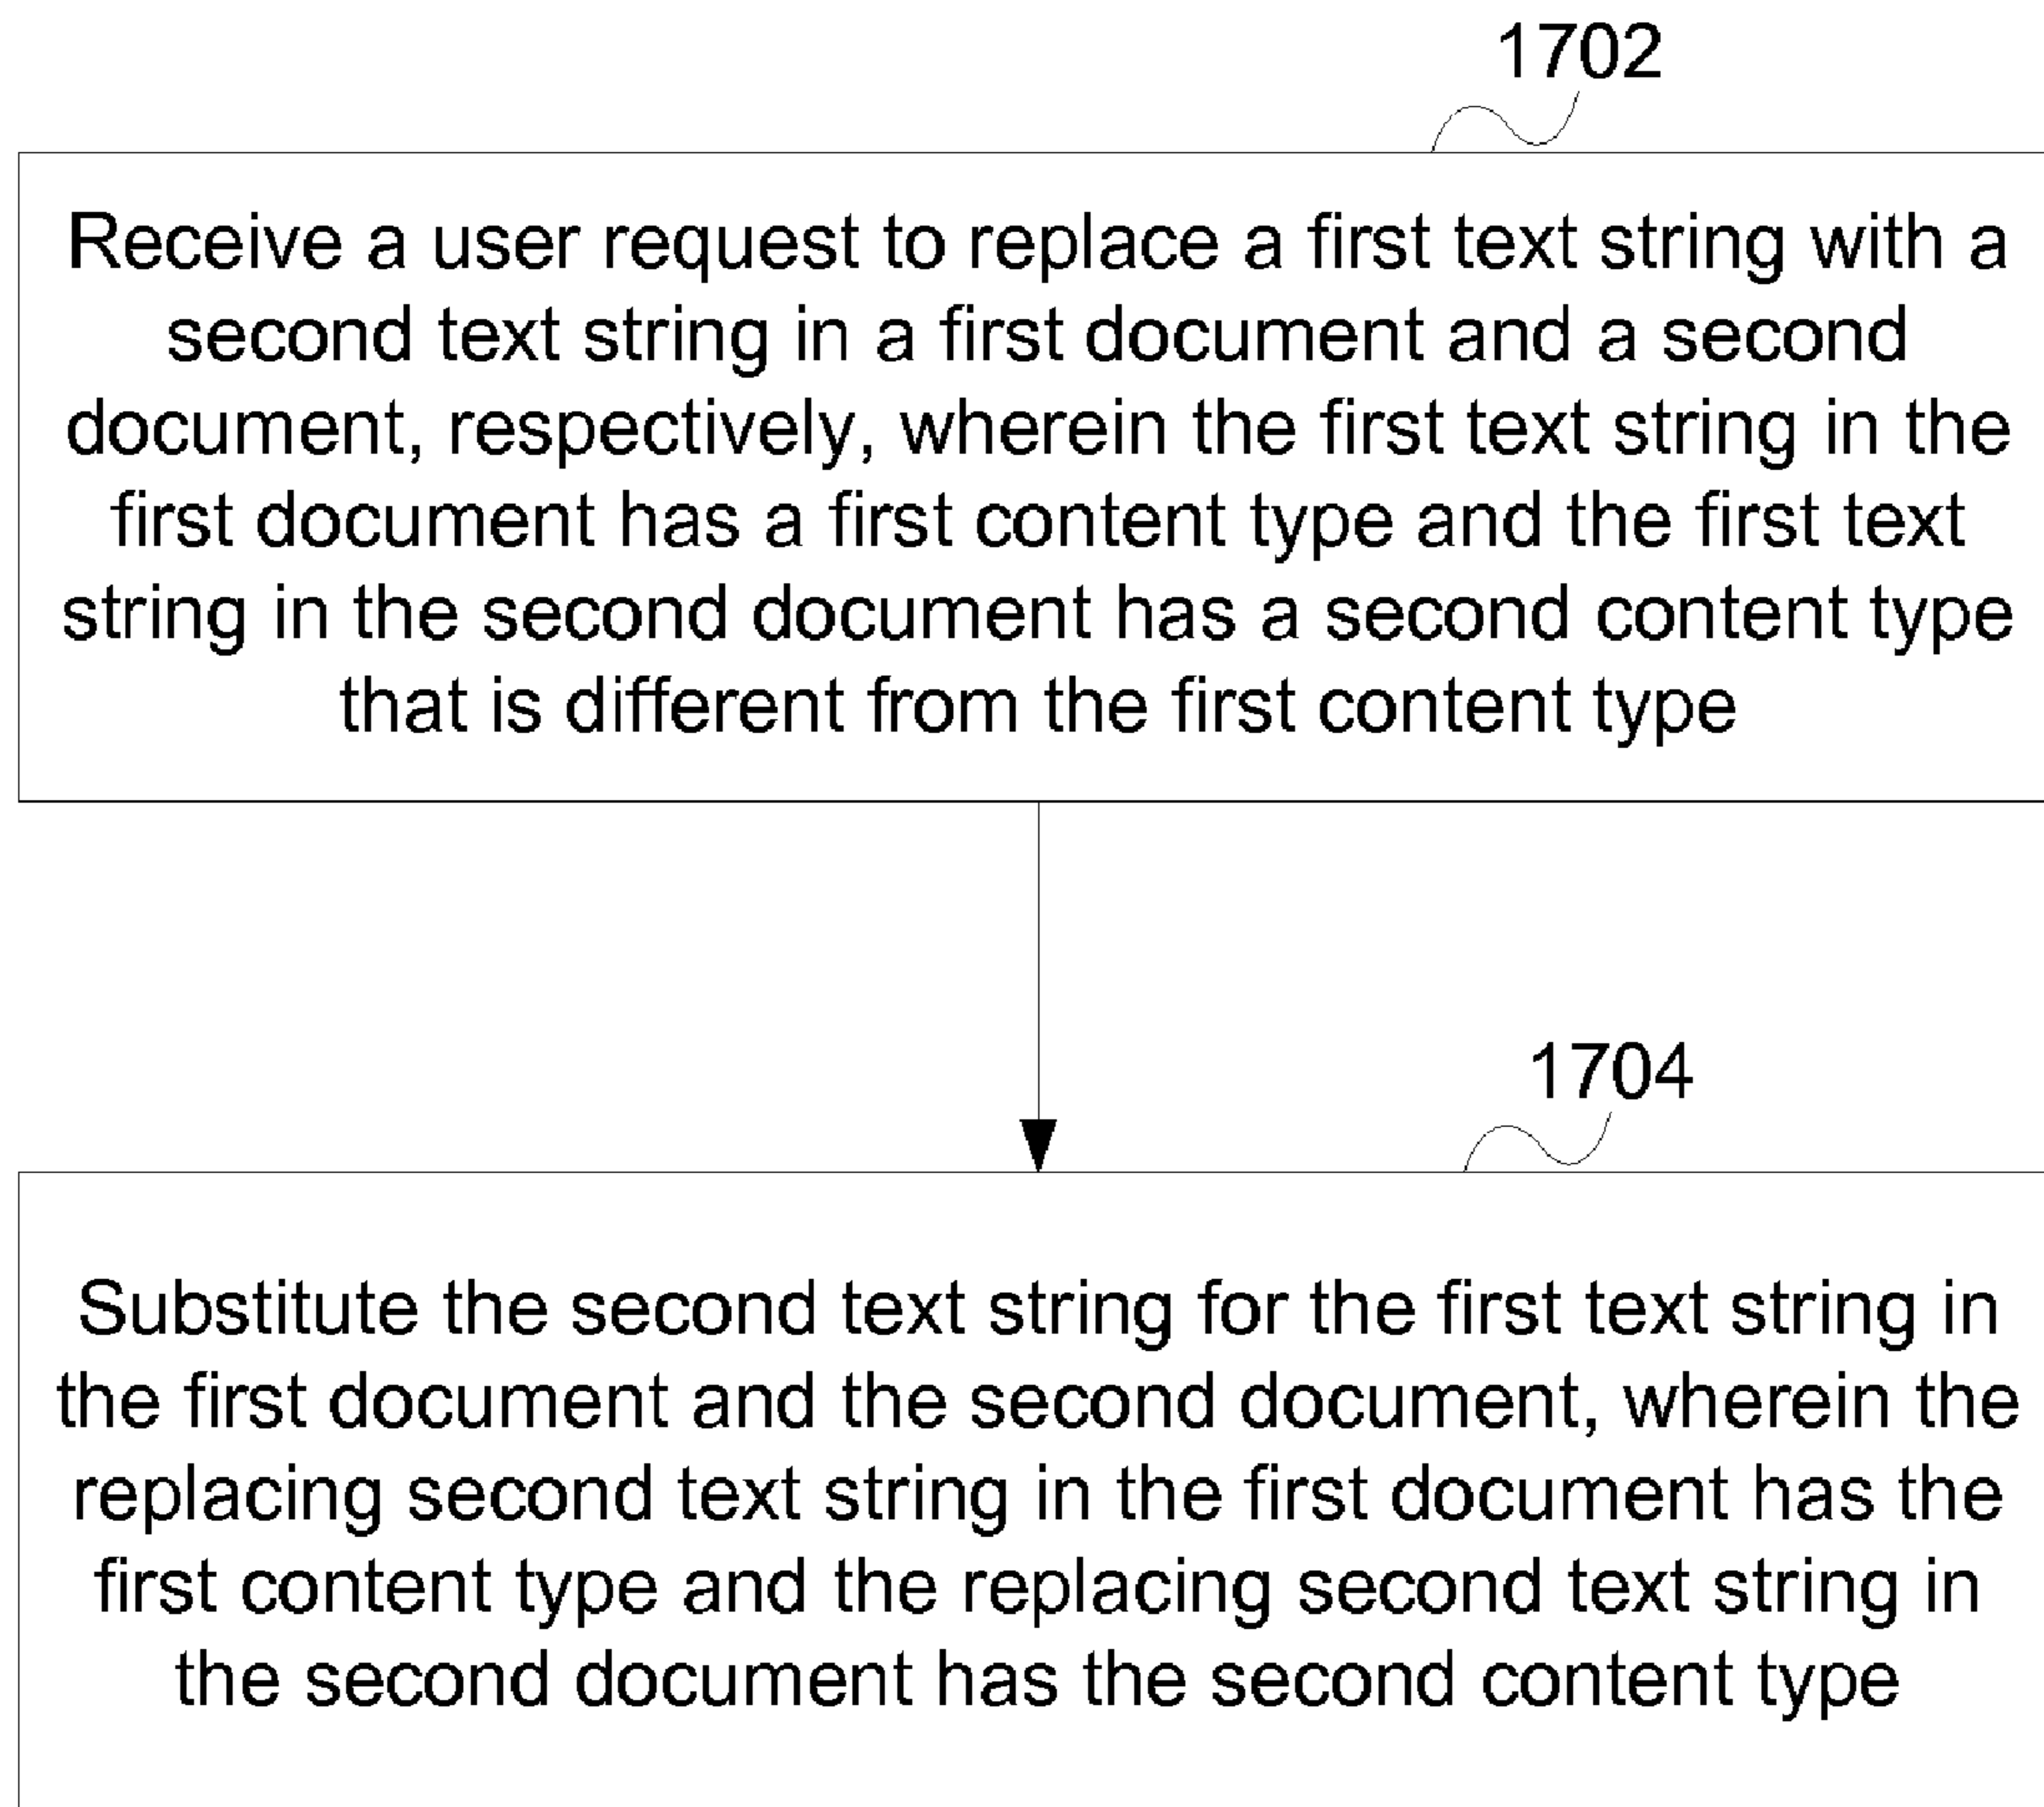 1702
Receive a user request to replace a first text string with a
second text string in a first document and a second
document, respectively, wherein the first text string in the
first document has a first content type and the first text
string in the second document has a second content type
that is different from the first content type
1704
Substitute the second text string for the first text string in
the first document and the second document, wherein the
replacing second text string in the first document has the
first content type and the replacing second text string in
the second document has the second content type